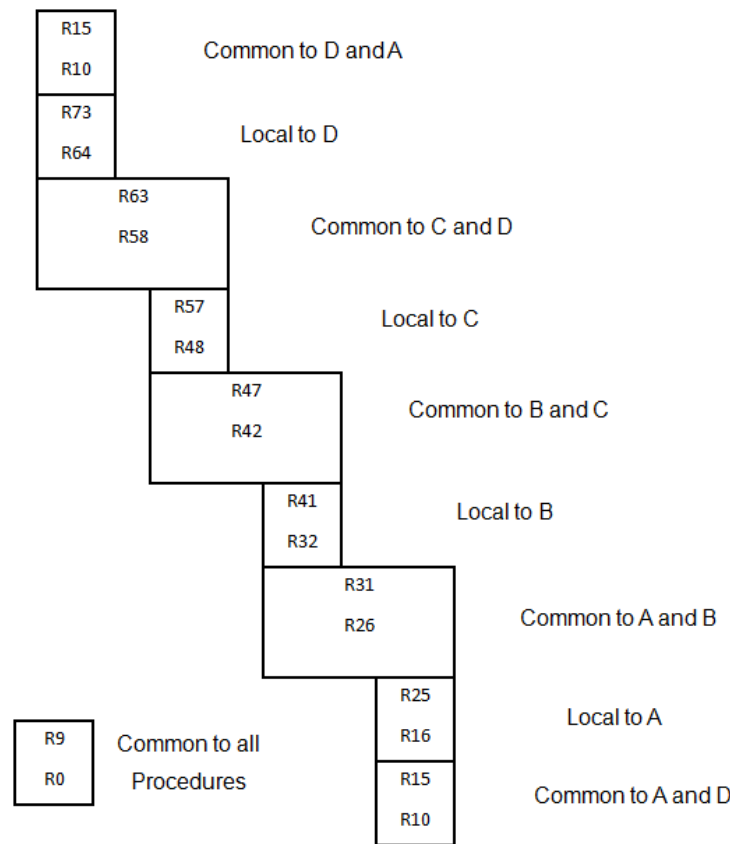 R15
R10
Common to D and A
R73
R64
Local to D
R63
R58
Common to C and D
R57
R48
Local to C
R47
R42
Common to B and C
R41
R32
Local to B
R31
R26
Common to A and B
R25
R16
Local to A
R9
R0
Common to all
Procedures
R15
R10
Common to A and D